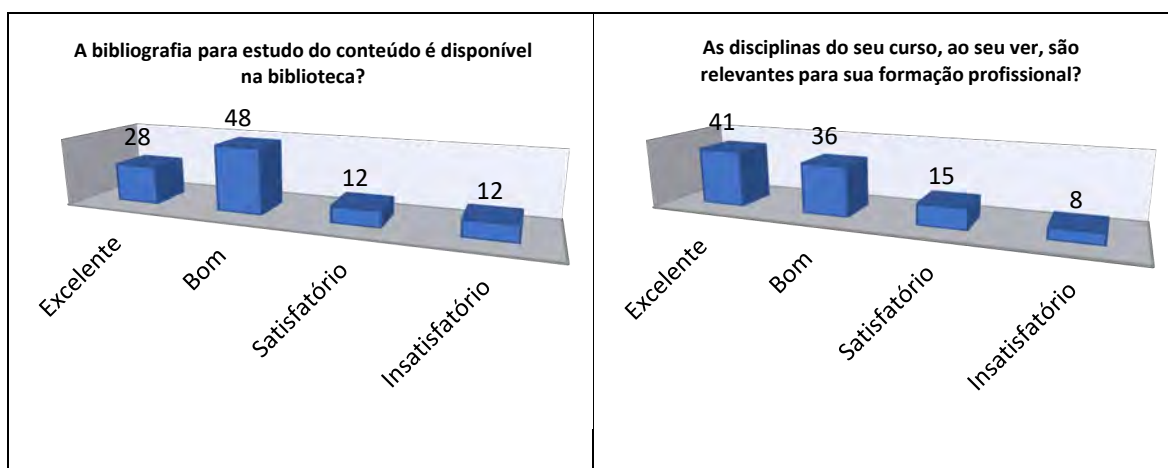 A bibliografia para estudo do conteúdo é disponível
na biblioteca?
28
48
12
12
Excelente
Bom
Satisfatório
Insatisfatório
As disciplinas do seu curso, ao seu ver, são
relevantes para sua formação profissional?
41
36
15
8
Excelente
Bom
Satisfatório
Insatisfatório